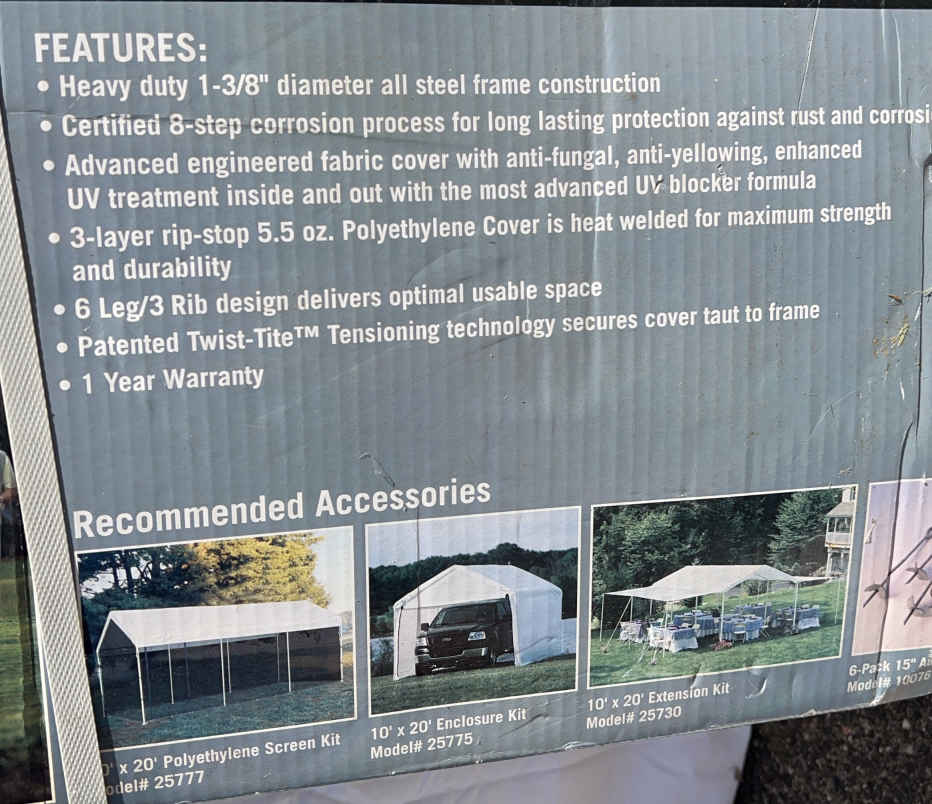 FEATURES:
• Heavy duty 1-3/8" diameter all steel frame construction
• Certified 8-step corrosion process for long lasting protection against rust and corrosi
• Advanced engineered fabric cover with anti-fungal, anti-yellowing, enhanced
UV treatment inside and out with the most advanced UV blocker formula
• 3-layer rip-stop 5.5 oz. Polyethylene Cover is heat welded for maximum strength
and durability
• 6 Leg/3 Rib design delivers optimal usable space
• Patented Twist-Tite™ Tensioning technology secures cover taut to frame
• 1 Year Warranty
Recommended Accessories
0' x 20' Polyethylene Screen Kit
odel# 25777
10' x 20' Enclosure Kit
Model# 25775
10' x 20' Extension Kit
Model# 25730
6-Pack 15"
Model# 10076